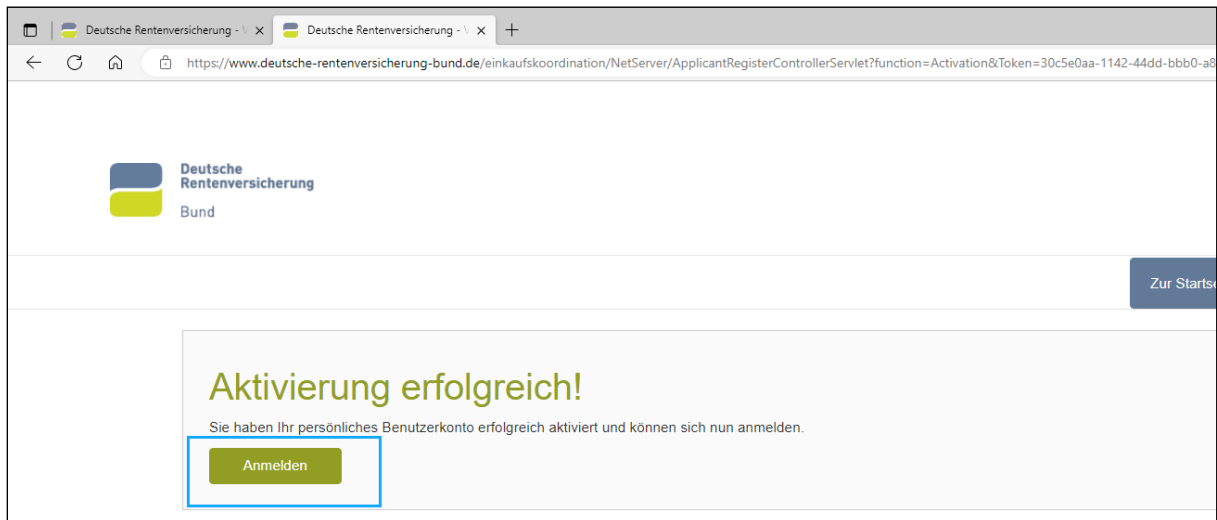 Deutsche Rentenversicherung - V
Deutsche Rentenversicherung - V
https://www.deutsche-rentenversicherung-bund.de/einkaufskoordination/NetServer/ApplicantRegisterControllerServlet?function=Activation&Token=30c5e0aa-1142-44dd-bbb0-a8
Deutsche
Rentenversicherung
Bund
Zur Startse
Aktivierung erfolgreich!
Sie haben Ihr persönliches Benutzerkonto erfolgreich aktiviert und können sich nun anmelden.
Anmelden